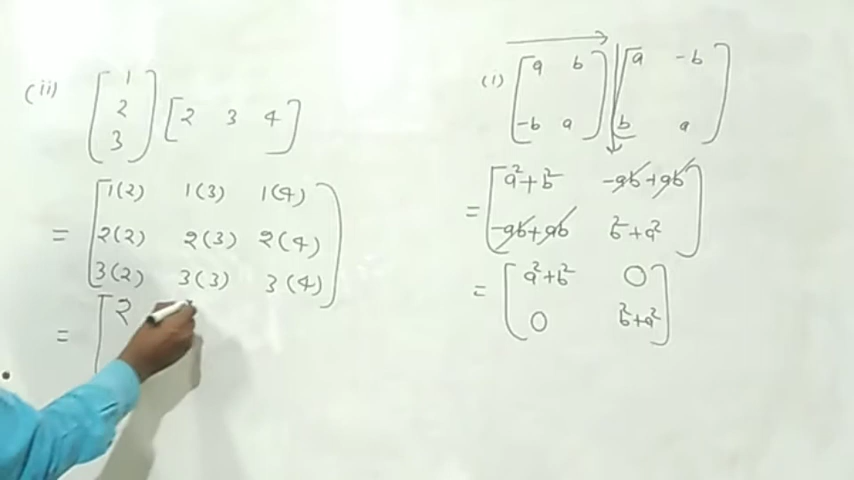 (ii) [1 2 3] [2 3 4]
= [1(2) 1(3) 1(4)
2(2) 2(3) 2(4)
3(2) 3(3) 3(4)]
= [2
(i) [a b
-b a] [a -b
b a]
= [a²+b² -ab+ab
-ab+ab b²+a²]
= [a²+b² 0
0 b²+a²]